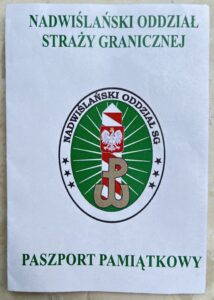 NADWIŚLAŃSKI ODDZIAŁ
STRAŻY GRANICZNEJ
NADWIŚLAŃSKI ODDZIAŁ SG
PASZPORT PAMIĄTKOWY